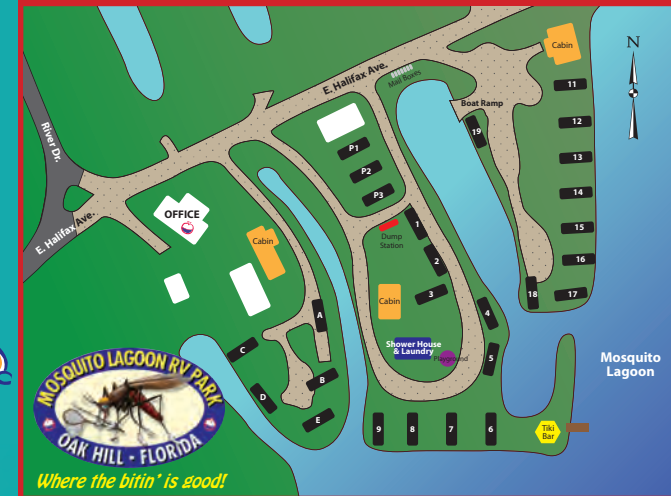 Cabin
N
E. Halifax Ave.
Mail Boxes
11
Boat Ramp
12
19
River Dr.
P1
13
P2
14
P3
OFFICE
1
15
Dump
Station
E. Halifax Ave.
Cabin
2
16
3
18
17
Cabin
A
4
Shower House
& Laundry
Playground
5
C
Mosquito
Lagoon
B
D
E
9
8
7
6
Tiki
Bar
MOSQUITO LAGOON RV PARK
OAK HILL • FLORIDA
Where the bitin' is good!